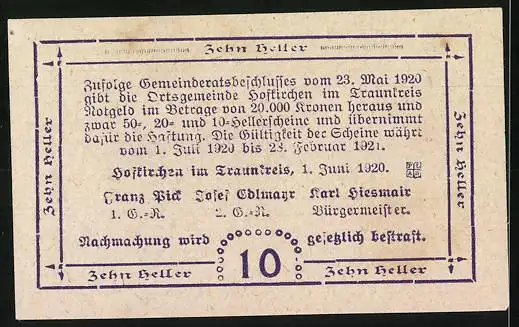 Zehn Heller
Zufolge Gemeinderatsbeschlusses vom 23. Mai 1920
gibt die Ortsgemeinde Hofkirchen im Traunkreis
Notgeld im Betrage von 20.000 Kronen heraus und
zwar 50=, 20= und 10=Hellerscheine und übernimmt
dafür die Haftung. Die Gültigkeit der Scheine währt
vom 1. Juli 1920 bis 28. Februar 1921.
Hofkirchen im Traunkreis, 1. Juni 1920.
Franz Pick Josef Edlmayr Karl Hiesmair
1. G.=R. 2. G.=R. Bürgermeister.
Nachmachung wird gesetzlich bestraft.
10
Zehn Heller Zehn Heller
Zehn Heller
Zehn Heller